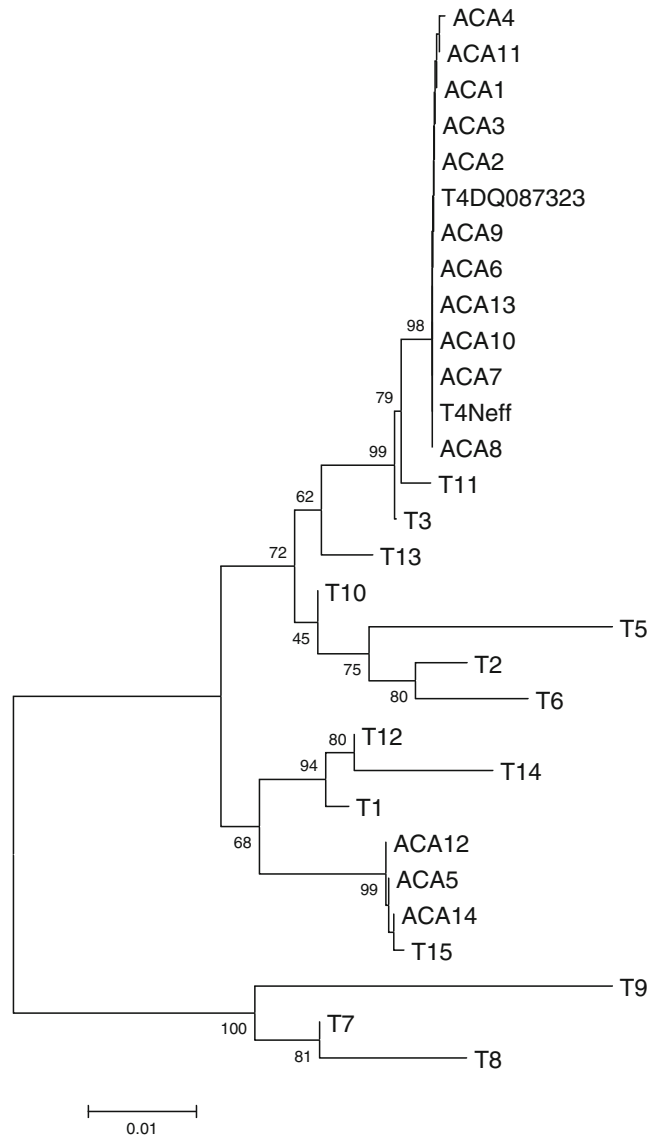 ACA4
ACA11
ACA1
ACA3
ACA2
T4DQ087323
ACA9
ACA6
ACA13
98
ACA10
ACA7
79
T4Neff
ACA8
99
T11
62
T3
72
T13
T10
45
T5
75
T2
80
T6
80
T12
94
T14
T1
68
ACA12
99
ACA5
ACA14
T15
T9
100
T7
81
T8
0.01